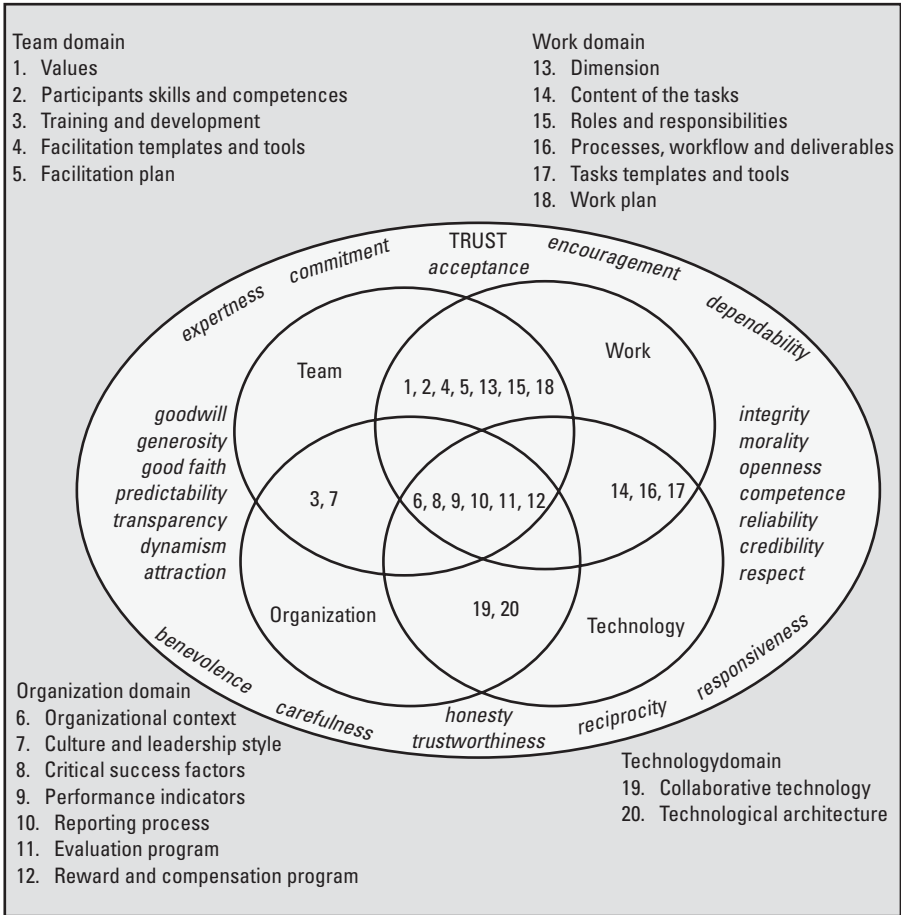 Team domain
1. Values
2. Participants skills and competences
3. Training and development
4. Facilitation templates and tools
5. Facilitation plan
Work domain
13. Dimension
14. Content of the tasks
15. Roles and responsibilities
16. Processes, workflow and deliverables
17. Tasks templates and tools
18. Work plan
TRUST
acceptance
commitment
expertness
encouragement
dependability
Team
Work
1, 2, 4, 5, 13, 15, 18
goodwill
generosity
good faith
predictability
transparency
dynamism
attraction
3, 7
6, 8, 9, 10, 11, 12
14, 16, 17
integrity
morality
openness
competence
reliability
credibility
respect
Organization
19, 20
Technology
benevolence
carefulness
honesty
trustworthiness
reciprocity
responsiveness
Organization domain
6. Organizational context
7. Culture and leadership style
8. Critical success factors
9. Performance indicators
10. Reporting process
11. Evaluation program
12. Reward and compensation program
Technologydomain
19. Collaborative technology
20. Technological architecture